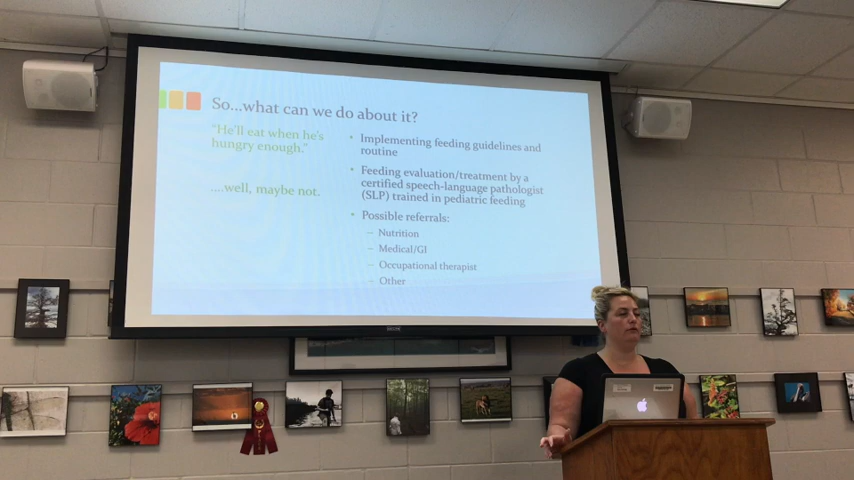 So...what can we do about it?
"He'll eat when he's
hungry enough."
....well, maybe not.
• Implementing feeding guidelines and
routine
• Feeding evaluation/treatment by a
certified speech-language pathologist
(SLP) trained in pediatric feeding
• Possible referrals:
– Nutrition
– Medical/GI
– Occupational therapist
– Other